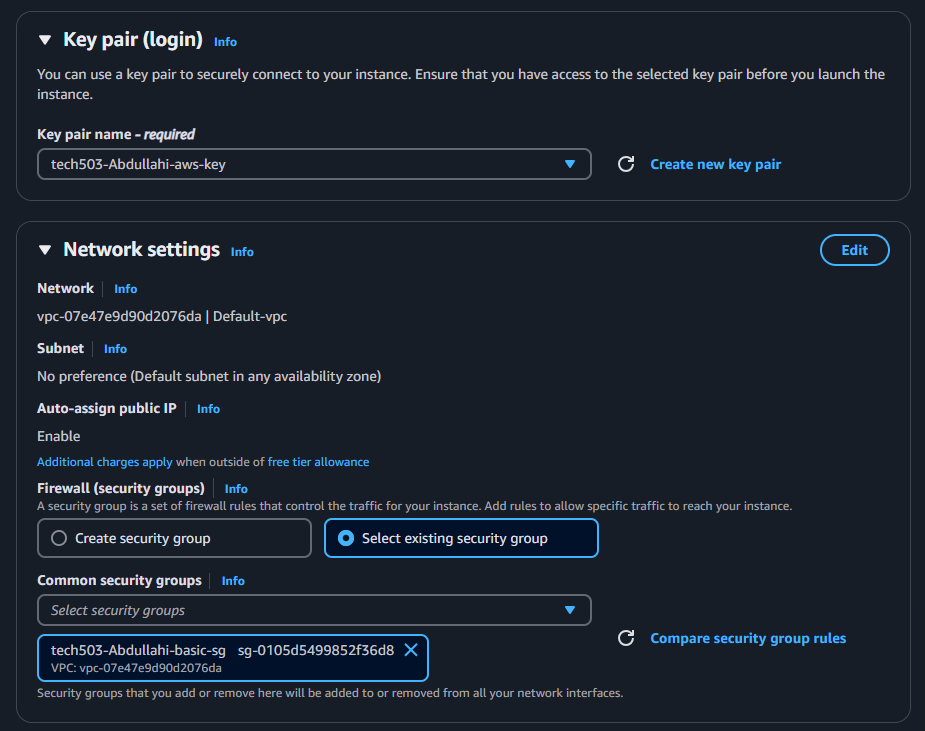 Key pair (login) Info
You can use a key pair to securely connect to your instance. Ensure that you have access to the selected key pair before you launch the
instance.
Key pair name - required
tech503-Abdullahi-aws-key
Create new key pair
Network settings Info
Edit
Network Info
vpc-07e47e9d90d2076da | Default-vpc
Subnet Info
No preference (Default subnet in any availability zone)
Auto-assign public IP Info
Enable
Additional charges apply when outside of free tier allowance
Firewall (security groups) Info
A security group is a set of firewall rules that control the traffic for your instance. Add rules to allow specific traffic to reach your instance.
Create security group
Select existing security group
Common security groups Info
Select security groups
Compare security group rules
tech503-Abdullahi-basic-sg sg-0105d5499852f36d8
VPC: vpc-07e47e9d90d2076da
Security groups that you add or remove here will be added to or removed from all your network interfaces.